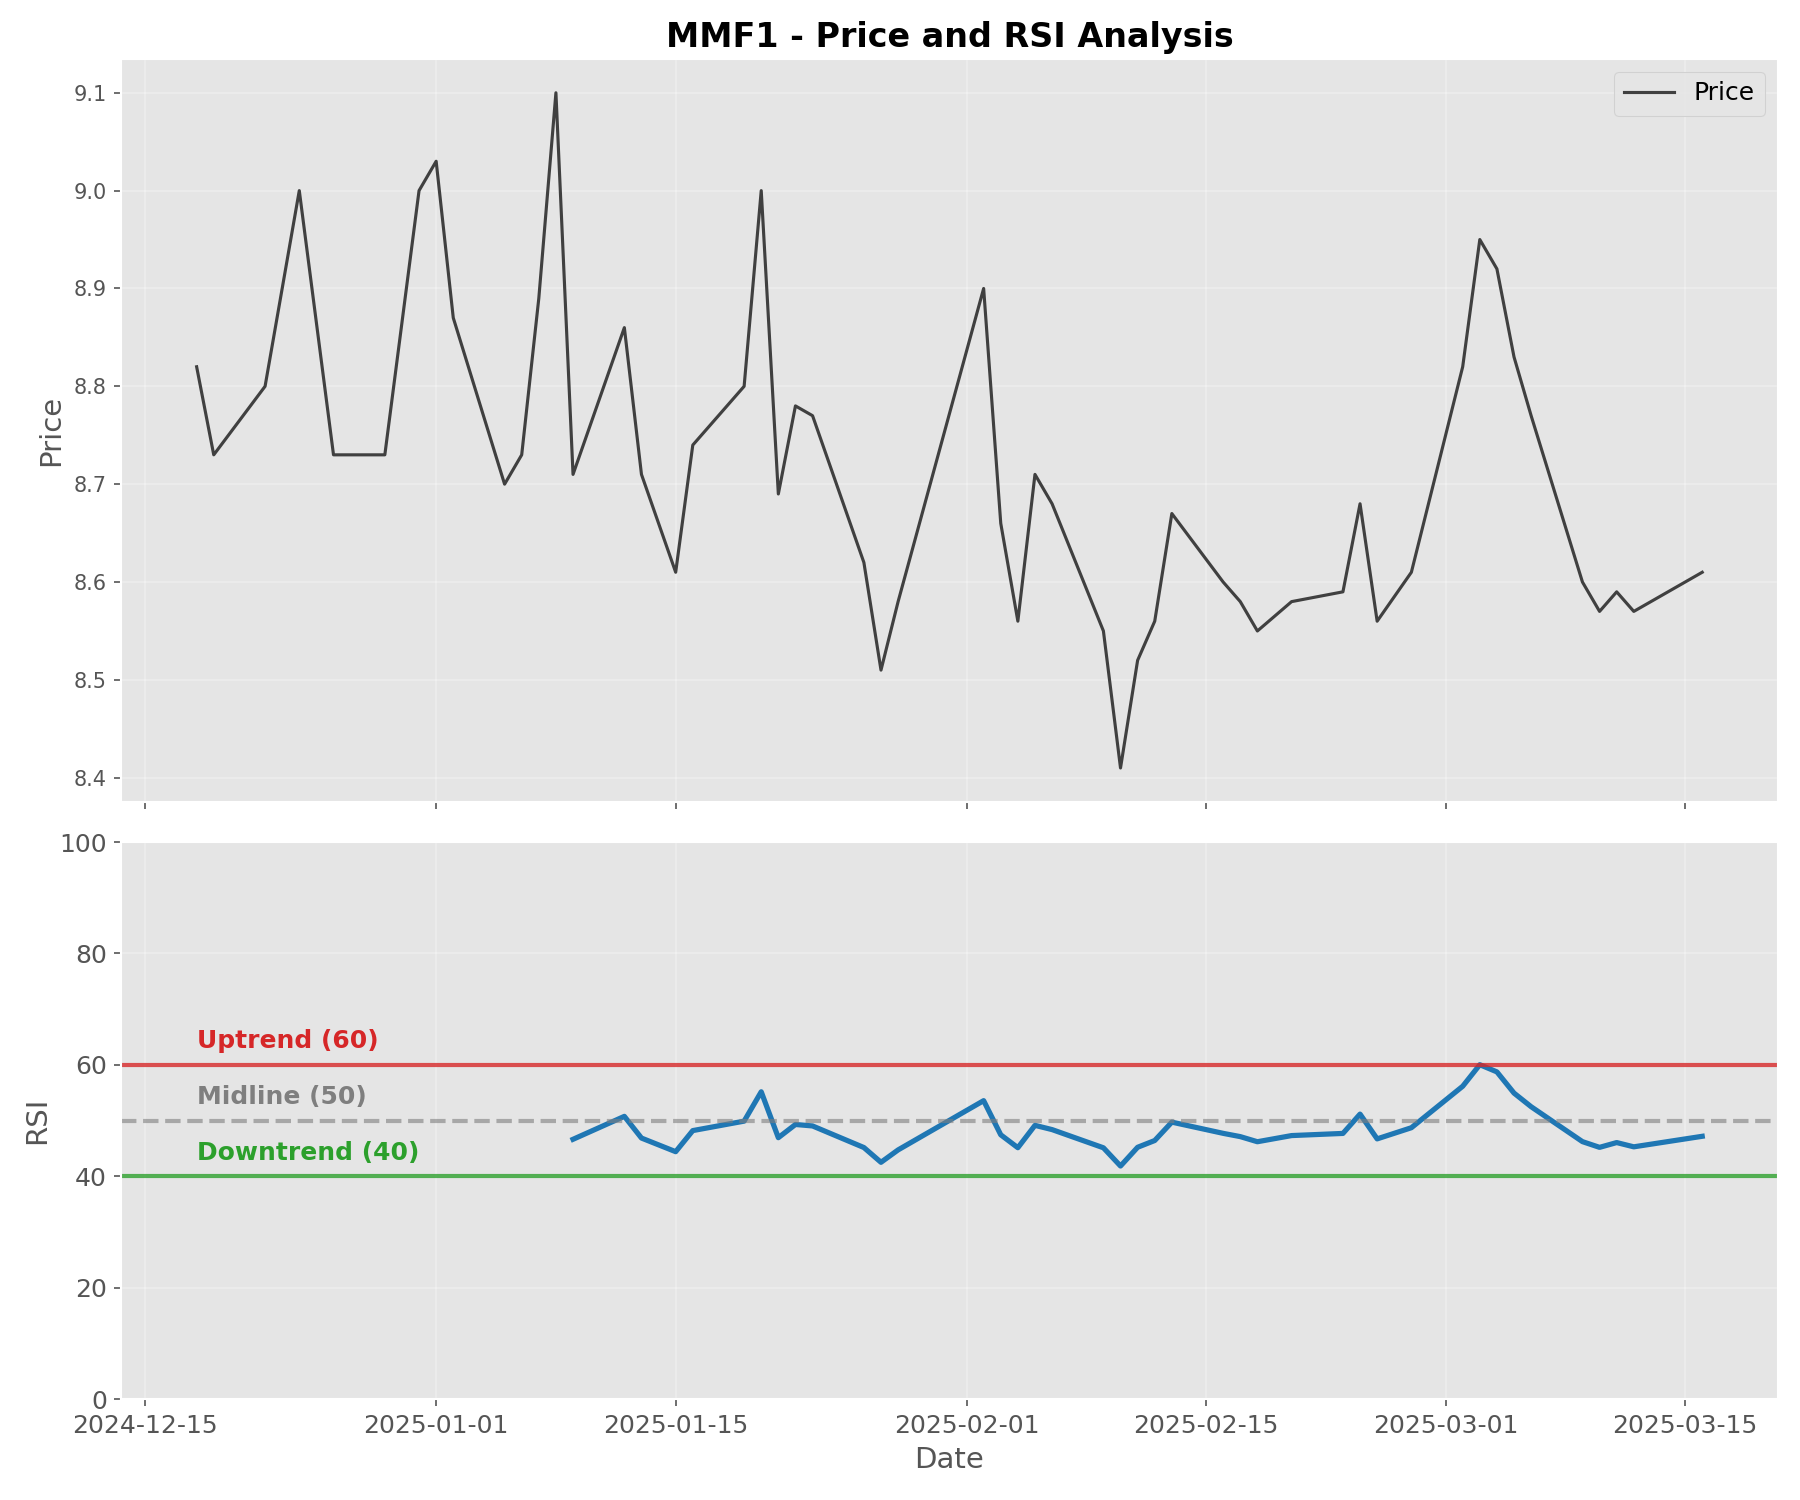 MMF1 - Price and RSI Analysis
Price
9.1
9.0
8.9
8.8
8.7
8.6
8.5
8.4
Price
100
80
60
40
20
0
RSI
Uptrend (60)
Midline (50)
Downtrend (40)
2024-12-15
2025-01-01
2025-01-15
2025-02-01
2025-02-15
2025-03-01
2025-03-15
Date